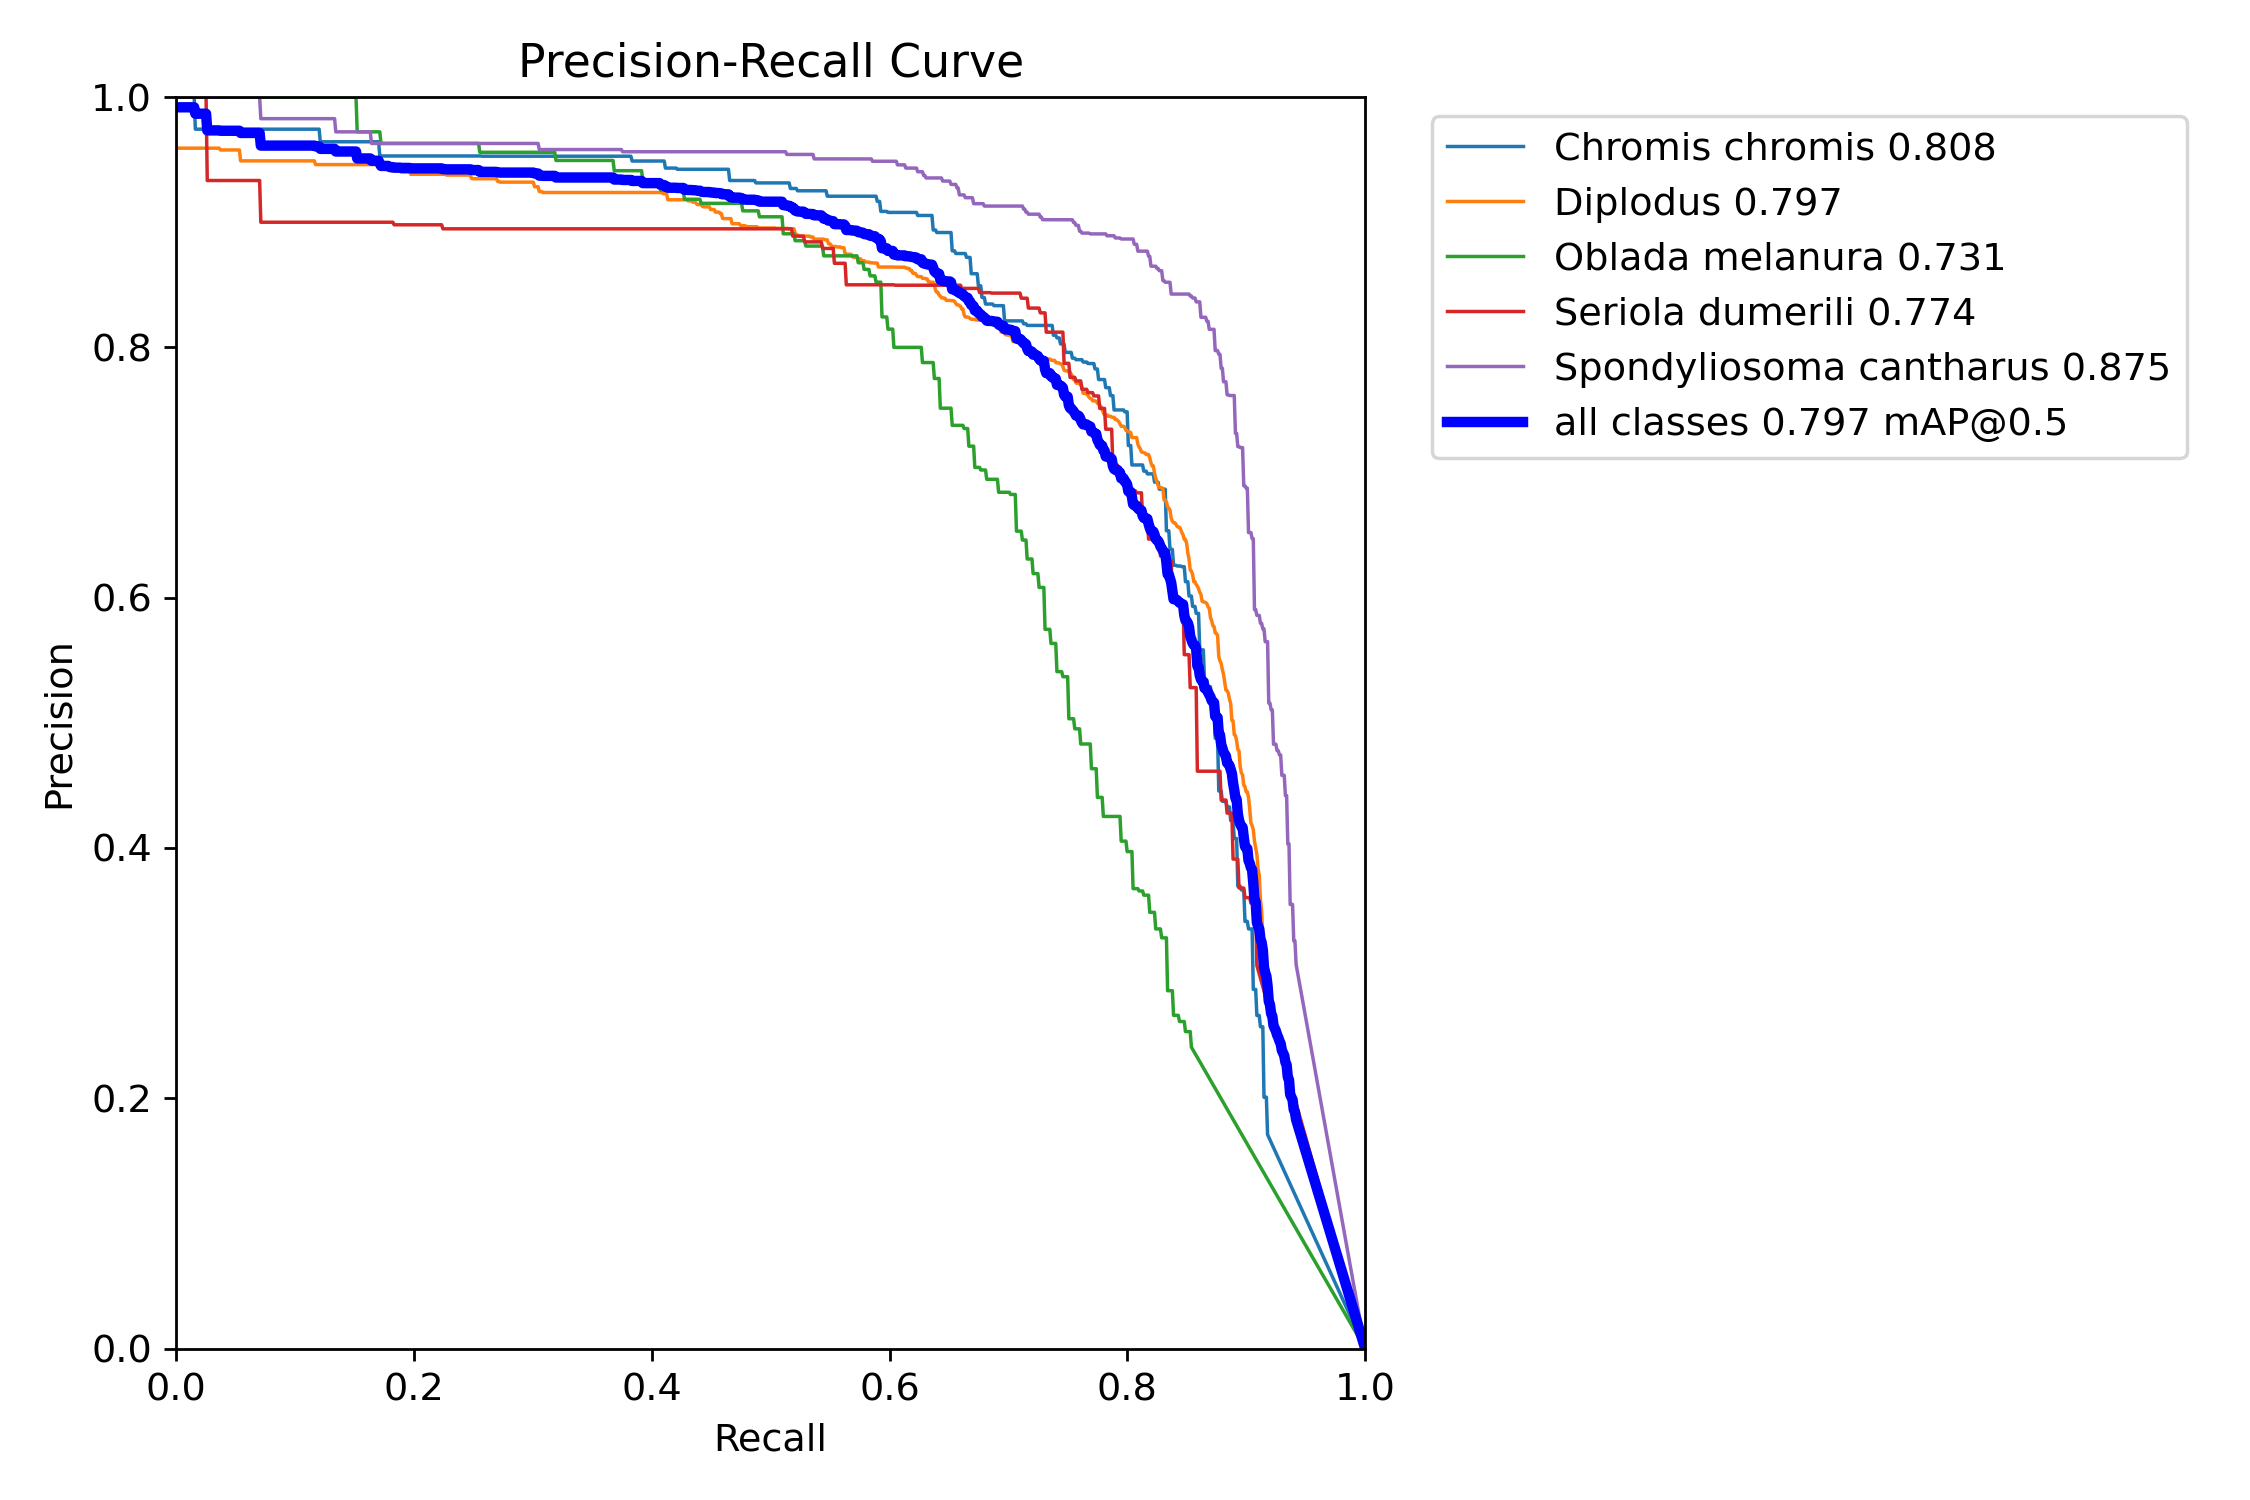 Precision-Recall Curve
1.0
0.8
0.6
0.4
0.2
0.0
Precision
0.0 0.2 0.4 0.6 0.8 1.0
Recall
Chromis chromis 0.808
Diplodus 0.797
Oblada melanura 0.731
Seriola dumerili 0.774
Spondyliosoma cantharus 0.875
all classes 0.797 mAP@0.5